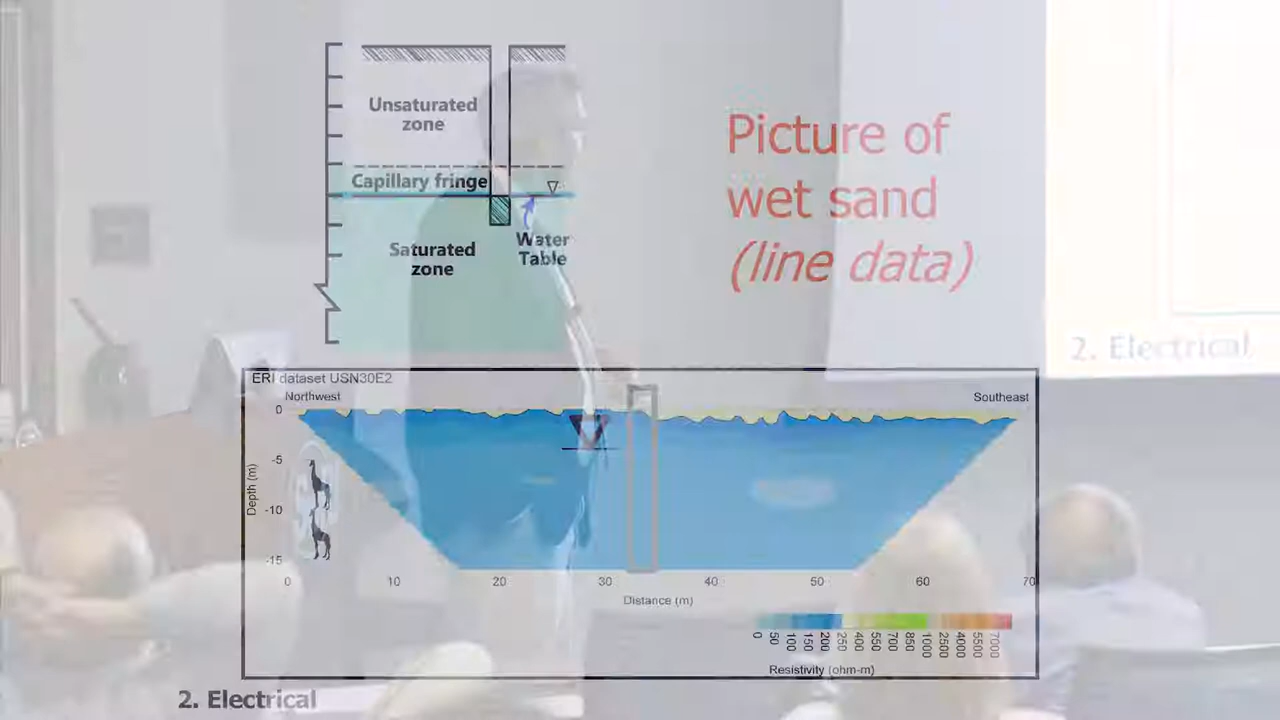 Unsaturated
zone
Capillary fringe
Saturated
zone
Water
Table
Picture of
wet sand
(line data)
2. Electrical
ERI dataset USN30E2
Northwest
Southeast
0
-5
-10
-15
Depth (m)
0 10 20 30 40 50 60 70
Distance (m)
0 50 100 150 200 250 400 550 700 850 1000 2500 4000 5500 7000
Resistivity (ohm-m)
2. Electrical